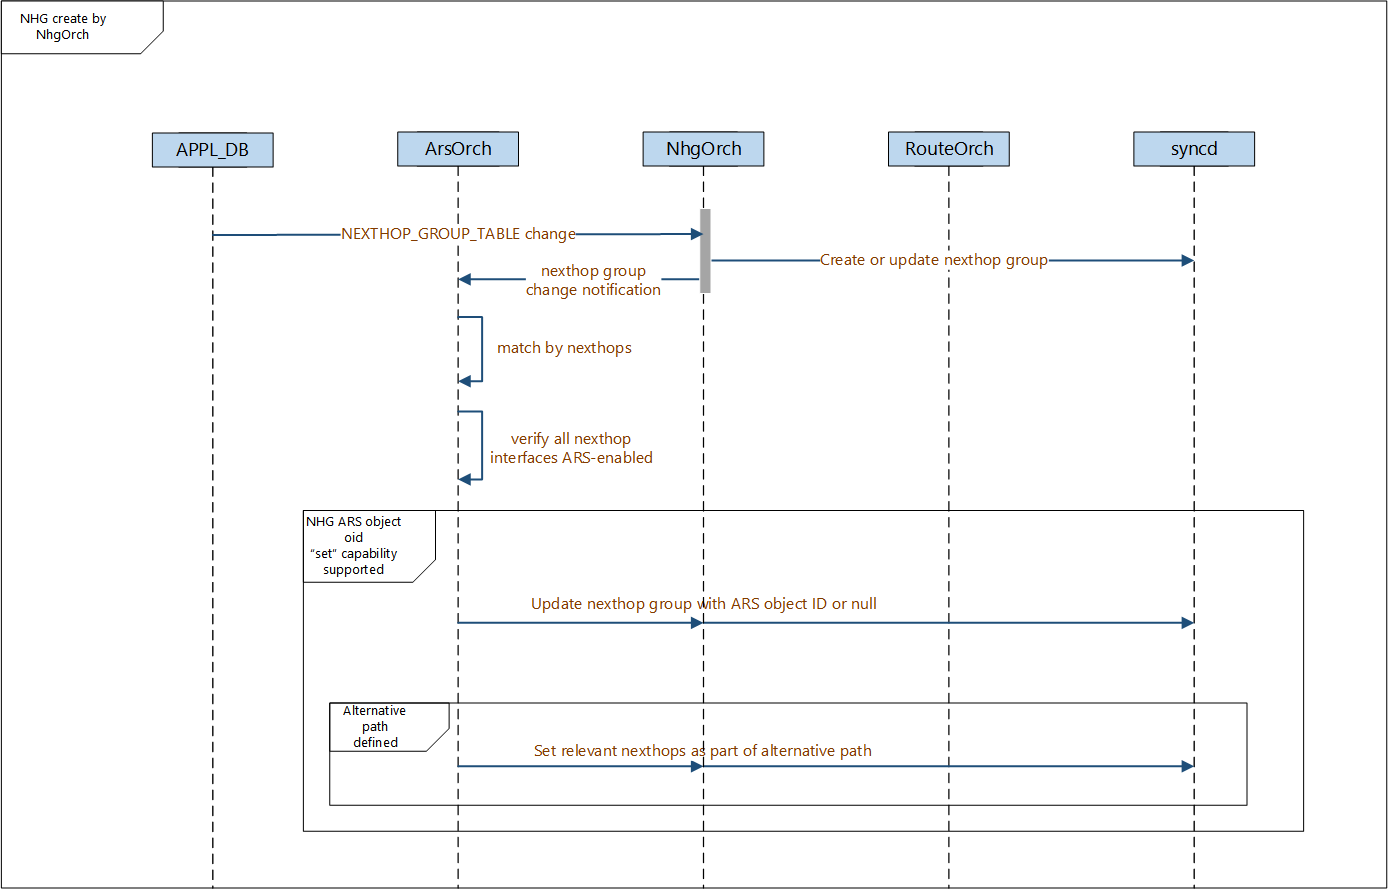 NHG create by
NhgOrch
APPL_DB
ArsOrch
NhgOrch
RouteOrch
syncd
NEXTHOP_GROUP_TABLE change
Create or update nexthop group
nexthop group
change notification
match by nexthops
verify all nexthop
interfaces ARS-enabled
NHG ARS object
oid
“set” capability
supported
Update nexthop group with ARS object ID or null
Alternative
path
defined
Set relevant nexthops as part of alternative path